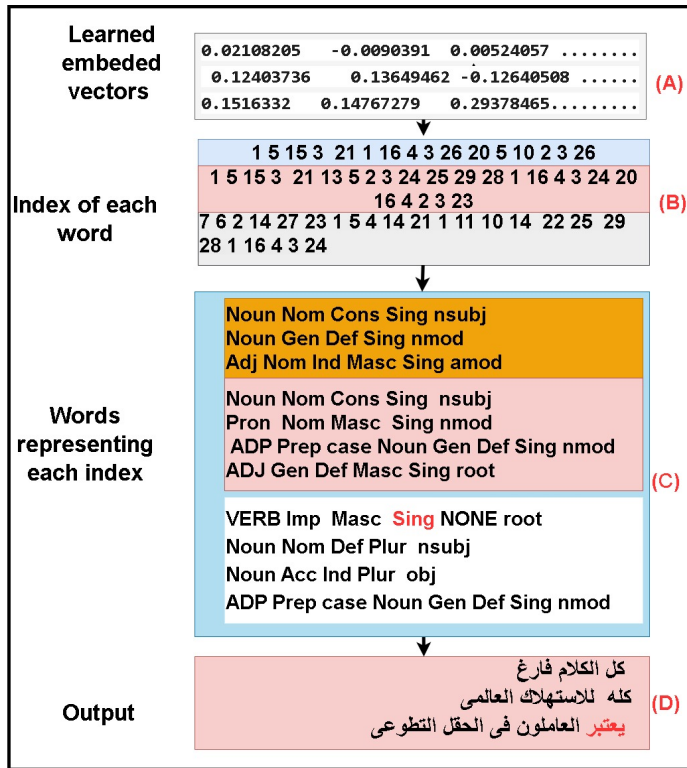 Learned
embeded
vectors
0.02108205 -0.0090391 0.00524057 ........
0.12403736 0.13649462 -0.12640508 ......
0.1516332 0.14767279 0.29378465.........
(A)
Index of each
word
1 5 15 3 21 1 16 4 3 26 20 5 10 2 3 26
1 5 15 3 21 13 5 2 3 24 25 29 28 1 16 4 3 24 20
16 4 2 3 23
7 6 2 14 27 23 1 5 4 14 21 1 11 10 14 22 25 29
28 1 16 4 3 24
(B)
Words
representing
each index
Noun Nom Cons Sing nsubj
Noun Gen Def Sing nmod
Adj Nom Ind Masc Sing amod
Noun Nom Cons Sing nsubj
Pron Nom Masc Sing nmod
ADP Prep case Noun Gen Def Sing nmod
ADJ Gen Def Masc Sing root
VERB Imp Masc Sing NONE root
Noun Nom Def Plur nsubj
Noun Acc Ind Plur obj
ADP Prep case Noun Gen Def Sing nmod
(C)
Output
كل الكلام فارغ
كله للاستهلاك العالمى
يعتبر العاملون فى الحقل التطوعى
(D)